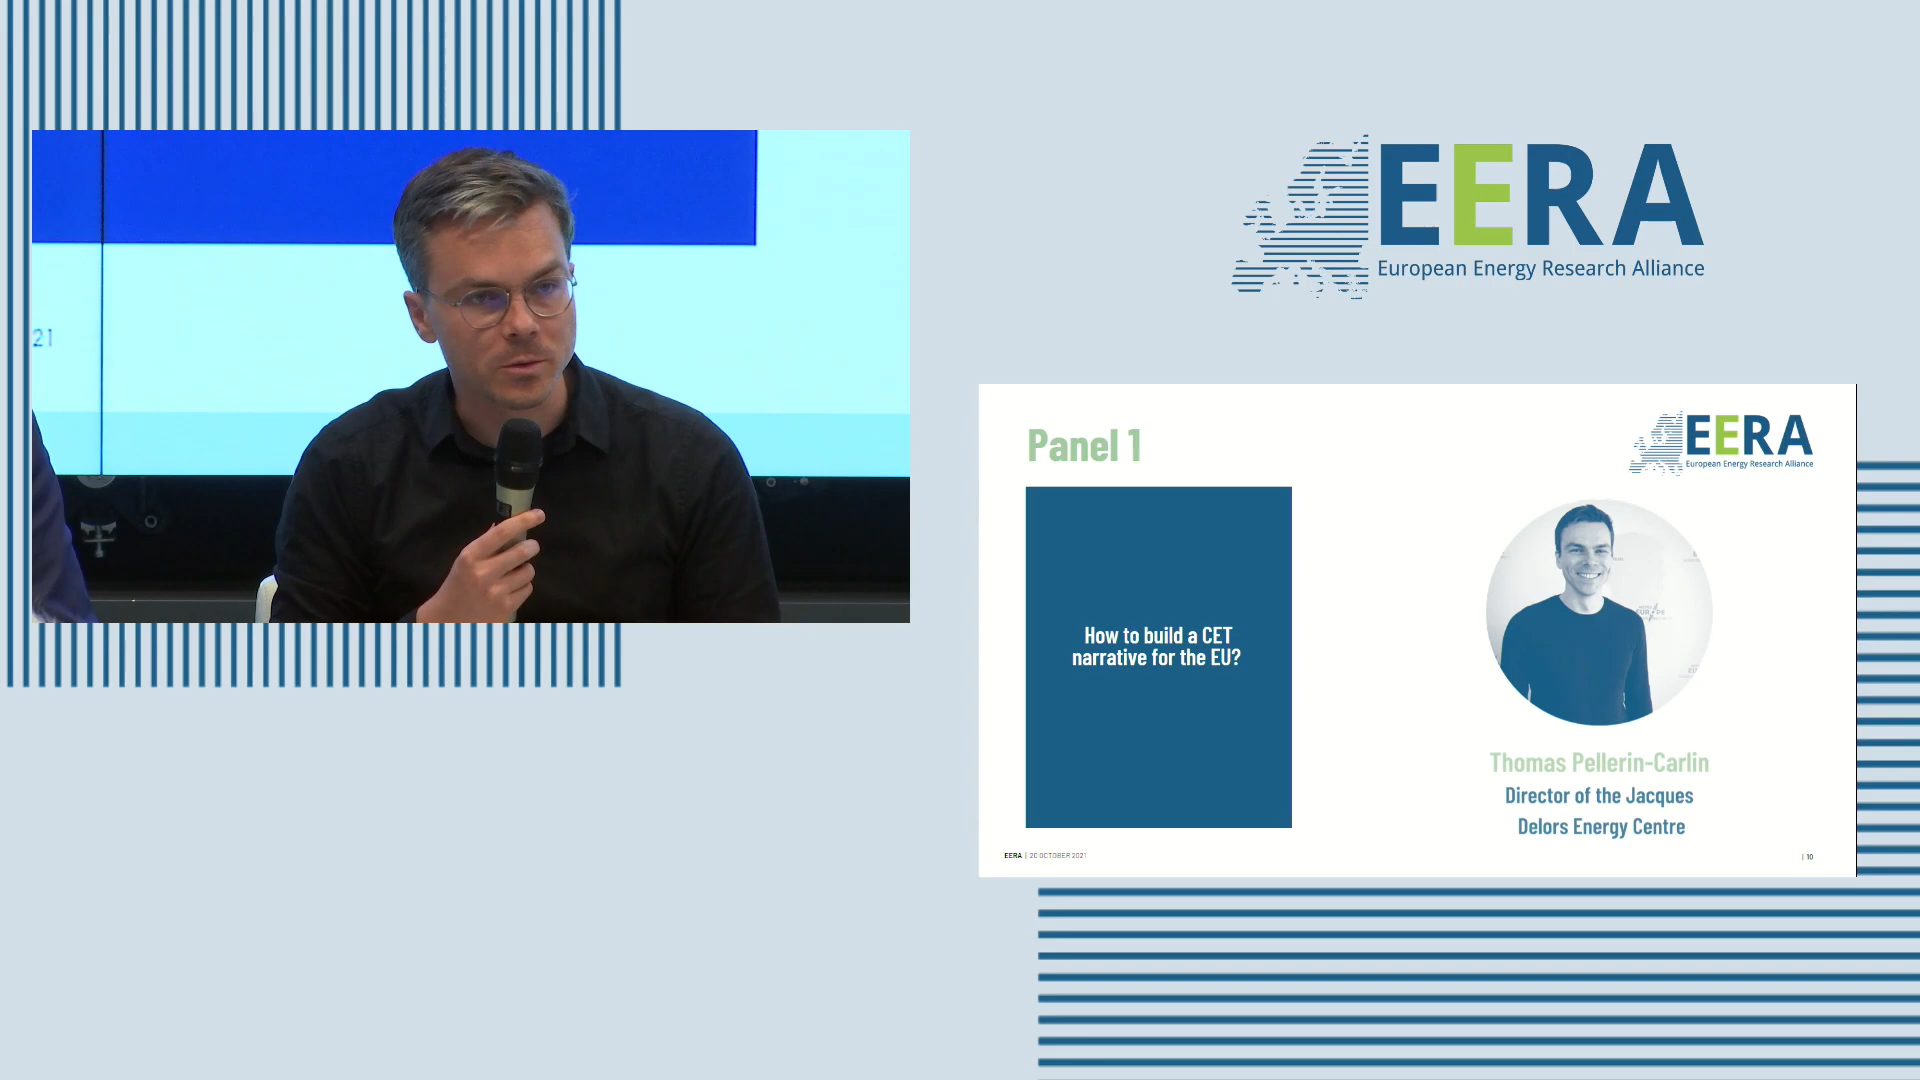 21
EERA
European Energy Research Alliance
Panel 1
EERA
European Energy Research Alliance
How to build a CET
narrative for the EU?
Thomas Pellerin-Carlin
Director of the Jacques
Delors Energy Centre
EERA | 20 OCTOBER 2021
| 10